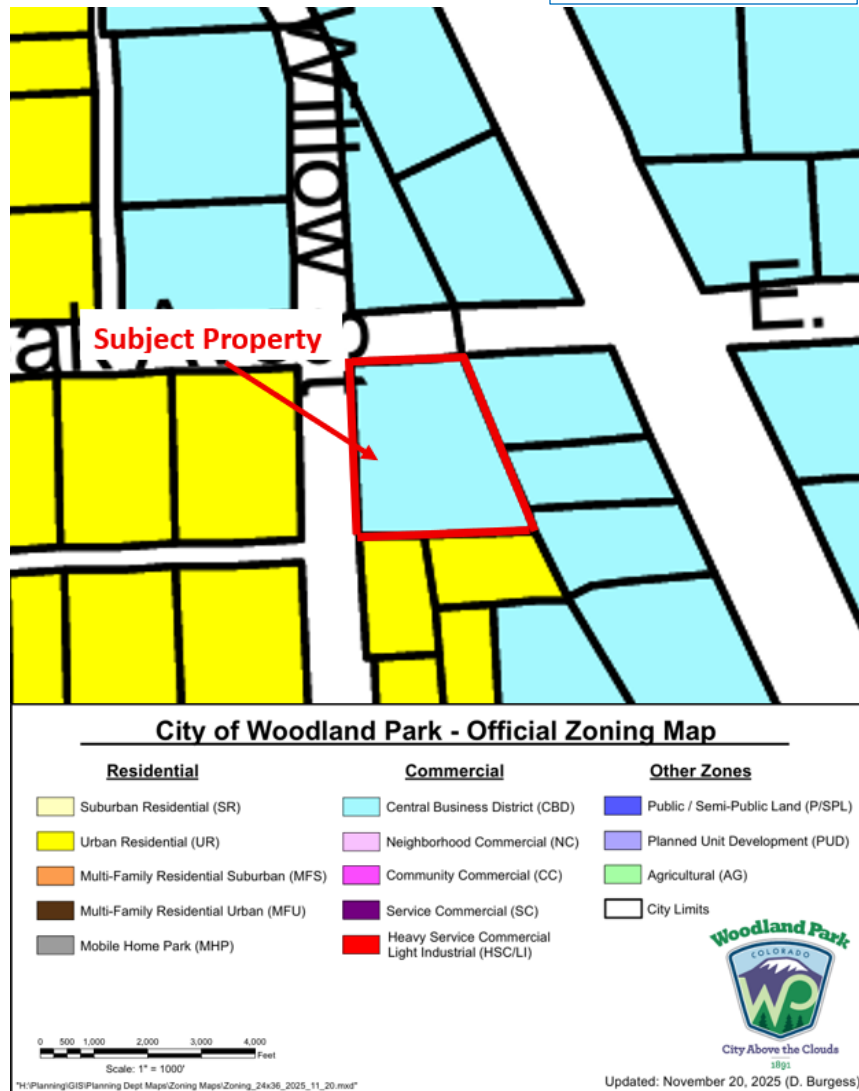 Willow
al Ave
E.
Subject Property
City of Woodland Park - Official Zoning Map
Residential
Suburban Residential (SR)
Urban Residential (UR)
Multi-Family Residential Suburban (MFS)
Multi-Family Residential Urban (MFU)
Mobile Home Park (MHP)
Commercial
Central Business District (CBD)
Neighborhood Commercial (NC)
Community Commercial (CC)
Service Commercial (SC)
Heavy Service Commercial
Light Industrial (HSC/LI)
Other Zones
Public / Semi-Public Land (P/SPL)
Planned Unit Development (PUD)
Agricultural (AG)
City Limits
Woodland Park
COLORADO
WP
City Above the Clouds
1891
0 500 1,000 2,000 3,000 4,000
Feet
Scale: 1" = 1000'
"H:\Planning\GIS\Planning Dept Maps\Zoning Maps\Zoning_24x36_2025_11_20.mxd"
Updated: November 20, 2025 (D. Burgess)